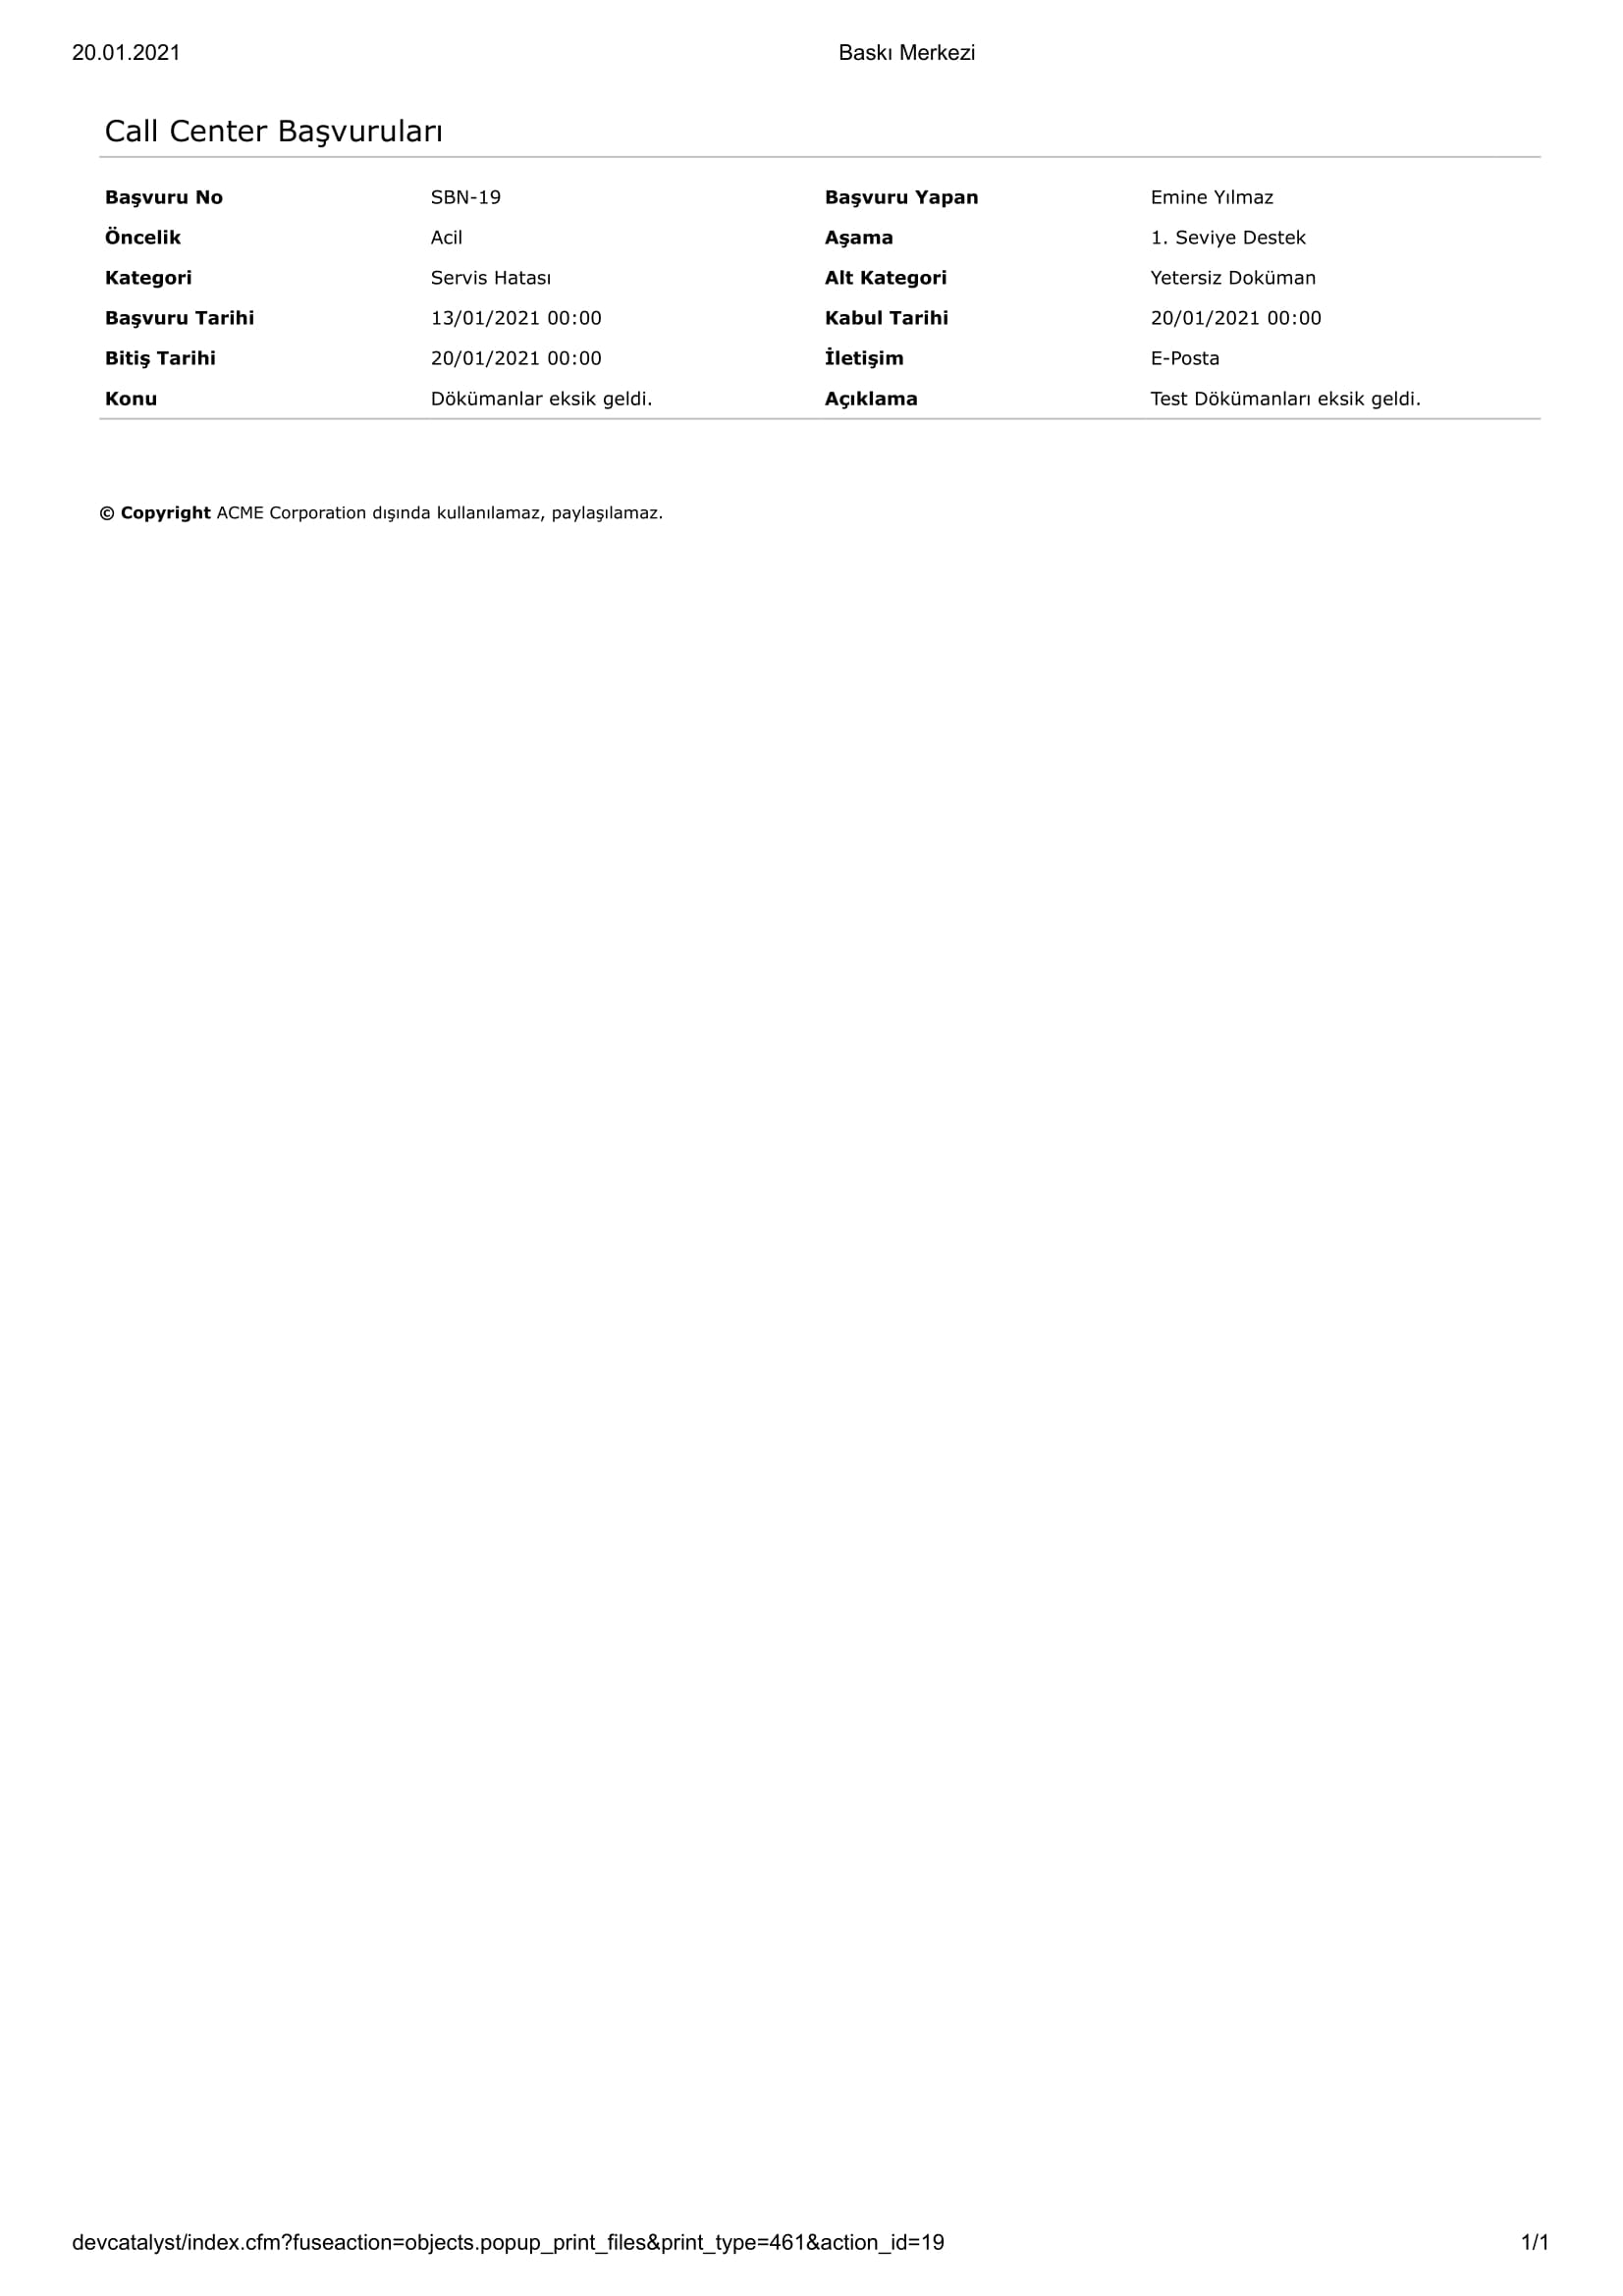 20.01.2021 Baskı Merkezi
Call Center Başvuruları
Başvuru No SBN-19 Başvuru Yapan Emine Yılmaz
Öncelik Acil Aşama 1. Seviye Destek
Kategori Servis Hatası Alt Kategori Yetersiz Doküman
Başvuru Tarihi 13/01/2021 00:00 Kabul Tarihi 20/01/2021 00:00
Bitiş Tarihi 20/01/2021 00:00 İletişim E-Posta
Konu Dökümanlar eksik geldi. Açıklama Test Dökümanları eksik geldi.
© Copyright ACME Corporation dışında kullanılamaz, paylaşılamaz.
devcatalyst/index.cfm?fuseaction=objects.popup_print_files&print_type=461&action_id=19 1/1